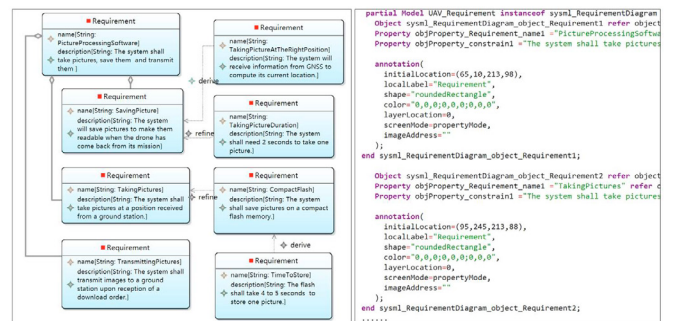 Requirement
name[String:
PictureProcessingSoftware]
description[String: The system shall
take pictures, save them and transmit
them ]
Requirement
name[String:
TakingPictureAtTheRightPosition]
description[String: The system will
receive information from GNSS to
compute its current location.]
derive
Requirement
name[String: SavingPicture]
description[String: The system
will save pictures to make them
readable when the drone has
come back from its mission]
refine
Requirement
name[String:
TakingPictureDuration]
description[String: The system
shall need 2 seconds to take one
picture.]
Requirement
name[String: TakingPictures]
description[String: The system shall
take pictures at a position received
from a ground station.]
refine
Requirement
name[String: CompactFlash]
description[String: The system
shall save pictures on a compact
flash memory.]
derive
Requirement
name[String: TransmittingPictures]
description[String: The system shall
transmit images to a ground
station upon reception of a
download order.]
Requirement
name[String: TimeToStore]
description[String: The flash
shall take 4 to 5 seconds to
store one picture.]
partial Model UAV_Requirement instanceof sysml_RequirementDiagram
Object sysml_RequirementDiagram_object_Requirement1 refer object
Property objProperty_Requirement_name1 ="PictureProcessingSoftwa
Property objProperty_constrain1 ="The system shall take pictures
annotation(
initialLocation=(65,10,213,98),
localLabel="Requirement",
shape="roundedRectangle",
color="0,0,0;0,0,0;0,0,0",
layerLocation=0,
screenMode=propertyMode,
imageAddress=""
);
end sysml_RequirementDiagram_object_Requirement1;
Object sysml_RequirementDiagram_object_Requirement2 refer object
Property objProperty_Requirement_name1 ="TakingPictures" refer o
Property objProperty_constrain1 ="The system shall take pictures
annotation(
initialLocation=(95,245,213,88),
localLabel="Requirement",
shape="roundedRectangle",
color="0,0,0;0,0,0;0,0,0",
layerLocation=0,
screenMode=propertyMode,
imageAddress=""
);
end sysml_RequirementDiagram_object_Requirement2;
......